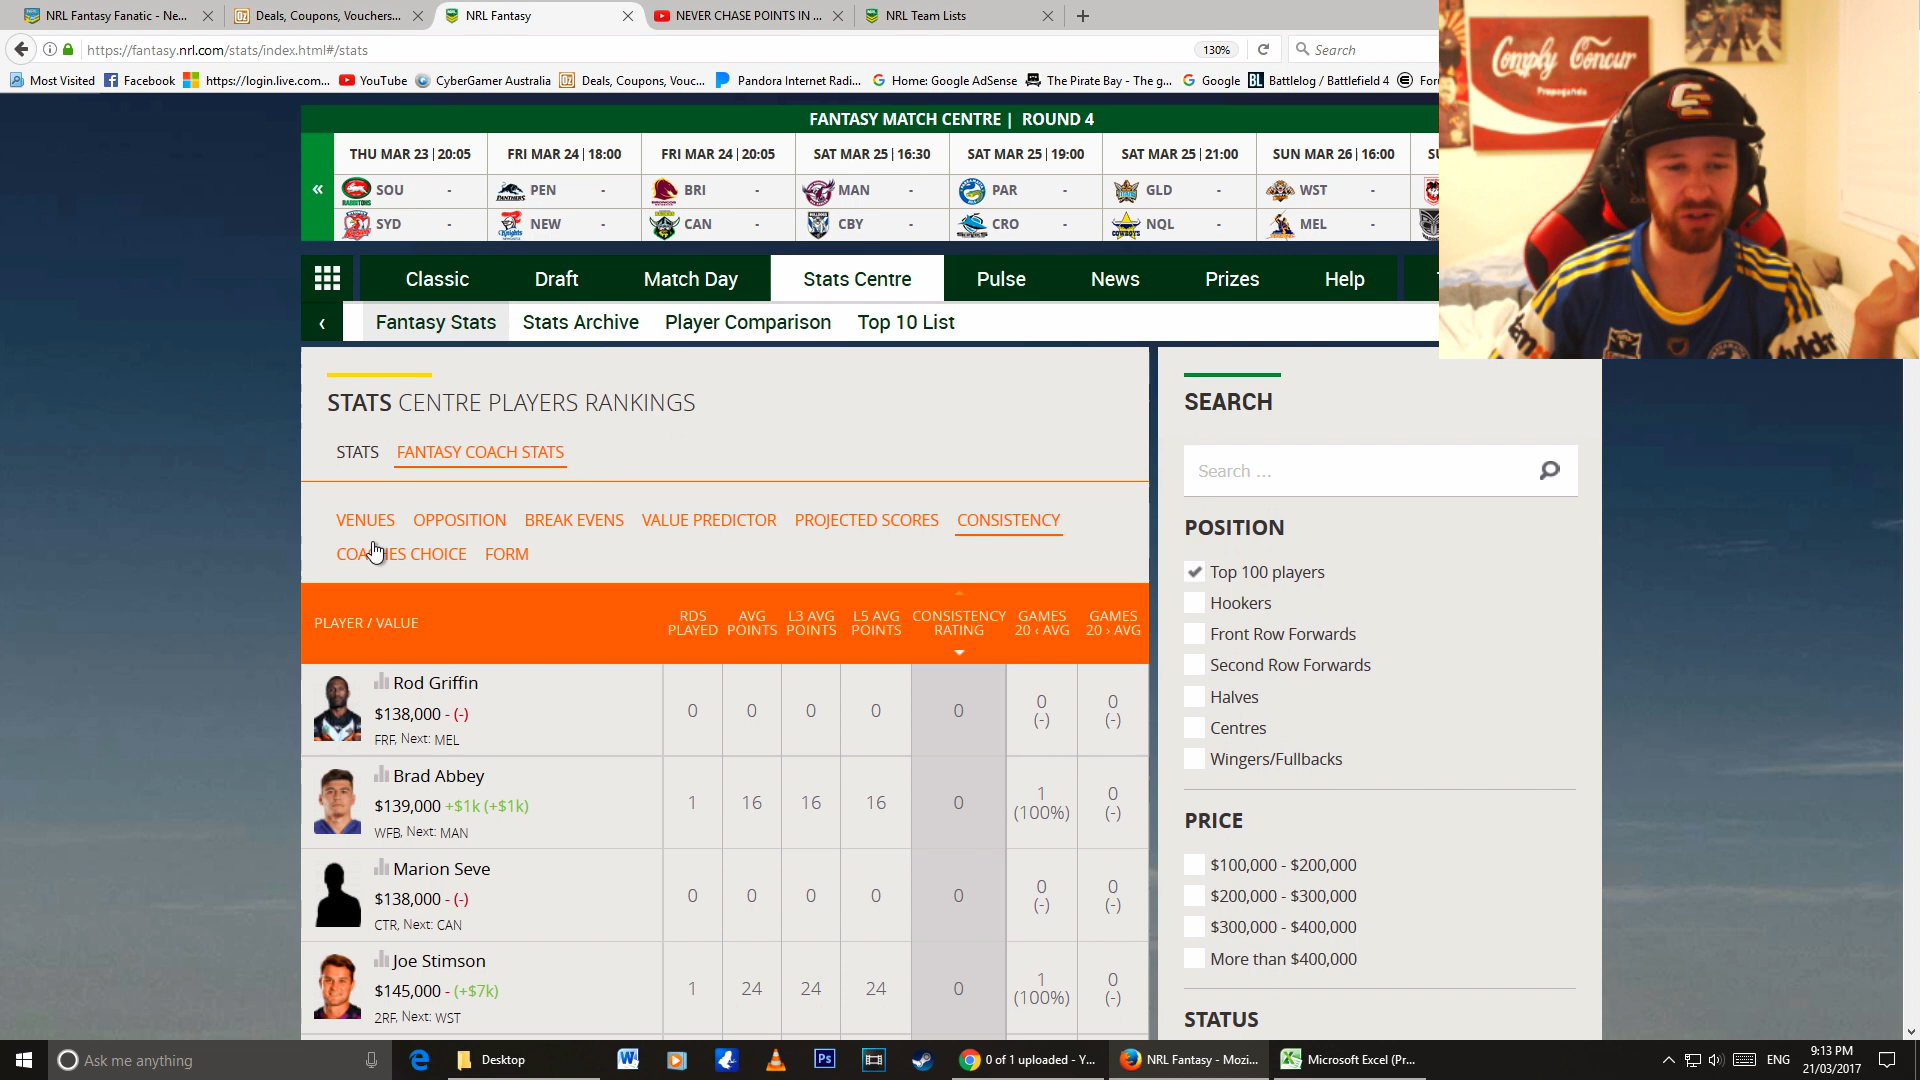 NRL Fantasy Fanatic - Ne...
Deals, Coupons, Vouchers...
NRL Fantasy
NEVER CHASE POINTS IN ...
NRL Team Lists
https://fantasy.nrl.com/stats/index.html#/stats
130%
Search
Most Visited
Facebook
https://login.live.com...
YouTube
CyberGamer Australia
Deals, Coupons, Vouc...
Pandora Internet Radi...
Home: Google AdSense
The Pirate Bay - The g...
Google
Battlelog / Battlefield 4
Comply Concur
Propaganda
FANTASY MATCH CENTRE | ROUND 4
THU MAR 23 | 20:05
FRI MAR 24 | 18:00
FRI MAR 24 | 20:05
SAT MAR 25 | 16:30
SAT MAR 25 | 19:00
SAT MAR 25 | 21:00
SUN MAR 26 | 16:00
SOU -
PEN -
BRI -
MAN -
PAR -
GLD -
WST -
SYD -
NEW -
CAN -
CBY -
CRO -
NQL -
MEL -
Classic
Draft
Match Day
Stats Centre
Pulse
News
Prizes
Help
Fantasy Stats
Stats Archive
Player Comparison
Top 10 List
STATS CENTRE PLAYERS RANKINGS
STATS
FANTASY COACH STATS
VENUES
OPPOSITION
BREAK EVENS
VALUE PREDICTOR
PROJECTED SCORES
CONSISTENCY
COACHES CHOICE
FORM
PLAYER / VALUE
RDS PLAYED
AVG POINTS
L3 AVG POINTS
L5 AVG POINTS
CONSISTENCY RATING
GAMES 20 ‹ AVG
GAMES 20 › AVG
Rod Griffin
$138,000 - (-)
FRF, Next: MEL
0 0 0 0 0 0 (-) 0 (-)
Brad Abbey
$139,000 +$1k (+$1k)
WFB, Next: MAN
1 16 16 16 0 1 (100%) 0 (-)
Marion Seve
$138,000 - (-)
CTR, Next: CAN
0 0 0 0 0 0 (-) 0 (-)
Joe Stimson
$145,000 - (+$7k)
2RF, Next: WST
1 24 24 24 0 1 (100%) 0 (-)
SEARCH
Search ...
POSITION
Top 100 players
Hookers
Front Row Forwards
Second Row Forwards
Halves
Centres
Wingers/Fullbacks
PRICE
$100,000 - $200,000
$200,000 - $300,000
$300,000 - $400,000
More than $400,000
STATUS
Ask me anything
Desktop
0 of 1 uploaded - Y...
NRL Fantasy - Mozi...
Microsoft Excel (Pr...
ENG
9:13 PM
21/03/2017